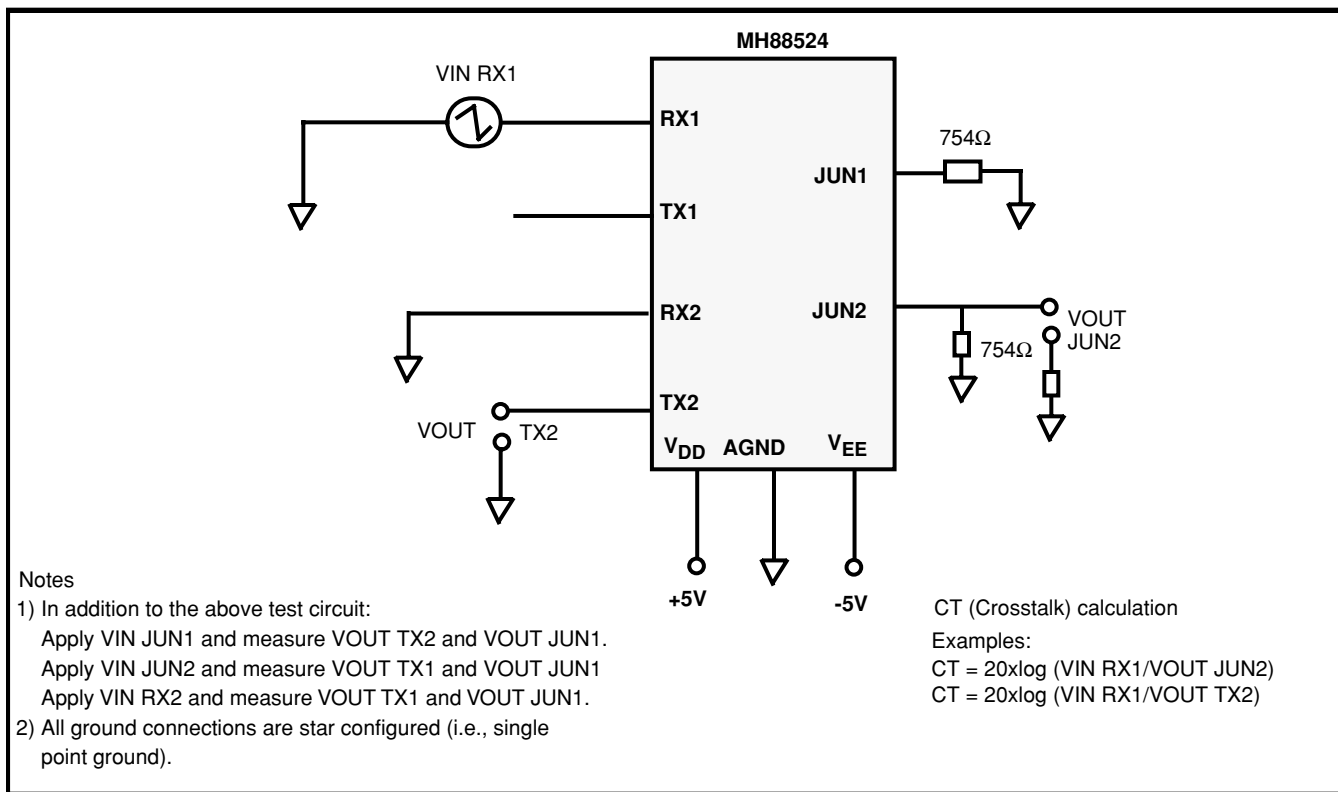 MH88524
VIN RX1
RX1
754Ω
JUN1
TX1
RX2
JUN2
VOUT
JUN2
754Ω
TX2
VOUT
TX2
VDD
AGND
VEE
+5V
-5V
Notes
1) In addition to the above test circuit:
Apply VIN JUN1 and measure VOUT TX2 and VOUT JUN1.
Apply VIN JUN2 and measure VOUT TX1 and VOUT JUN1
Apply VIN RX2 and measure VOUT TX1 and VOUT JUN1.
2) All ground connections are star configured (i.e., single
point ground).
CT (Crosstalk) calculation
Examples:
CT = 20xlog (VIN RX1/VOUT JUN2)
CT = 20xlog (VIN RX1/VOUT TX2)